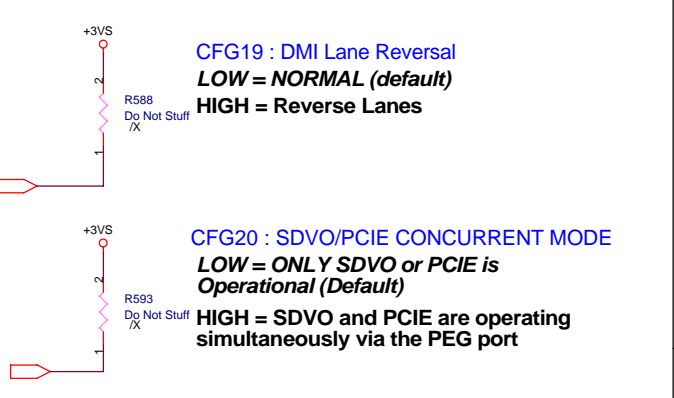 +3VS
CFG19 : DMI Lane Reversal
LOW = NORMAL (default)
HIGH = Reverse Lanes
2
R588
Do Not Stuff
/X
1
+3VS
CFG20 : SDVO/PCIE CONCURRENT MODE
LOW = ONLY SDVO or PCIE is
Operational (Default)
HIGH = SDVO and PCIE are operating
simultaneously via the PEG port
2
R593
Do Not Stuff
/X
1